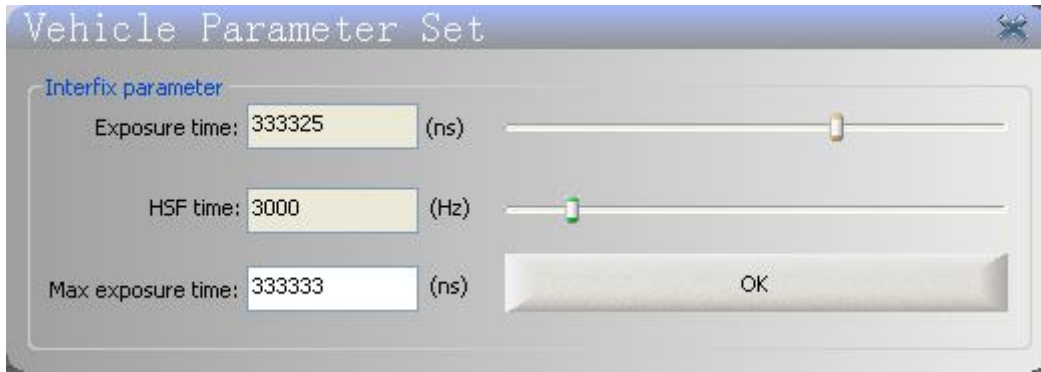 Vehicle Parameter Set
Interfix parameter
Exposure time: 333325 (ns)
HSF time: 3000 (Hz)
Max exposure time: 333333 (ns)
OK